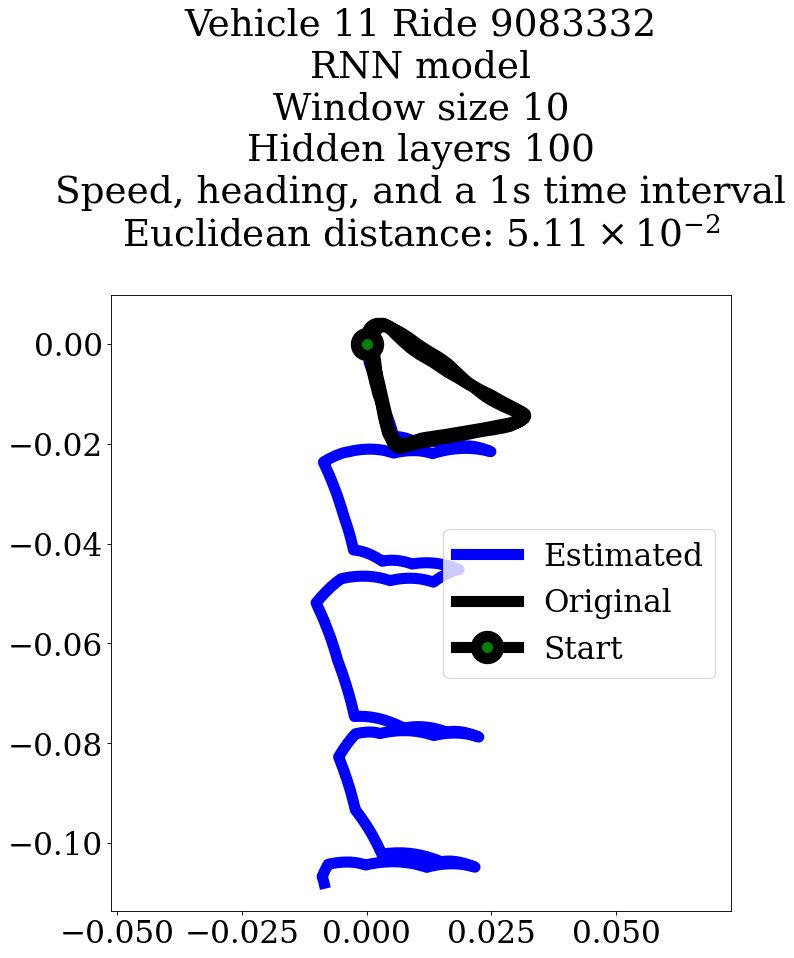 Vehicle 11 Ride 9083332
RNN model
Window size 10
Hidden layers 100
Speed, heading, and a 1s time interval
Euclidean distance: 5.11 × 10⁻²
0.00
−0.02
−0.04
−0.06
−0.08
−0.10
Estimated
Original
Start
−0.050 −0.025 0.000 0.025 0.050